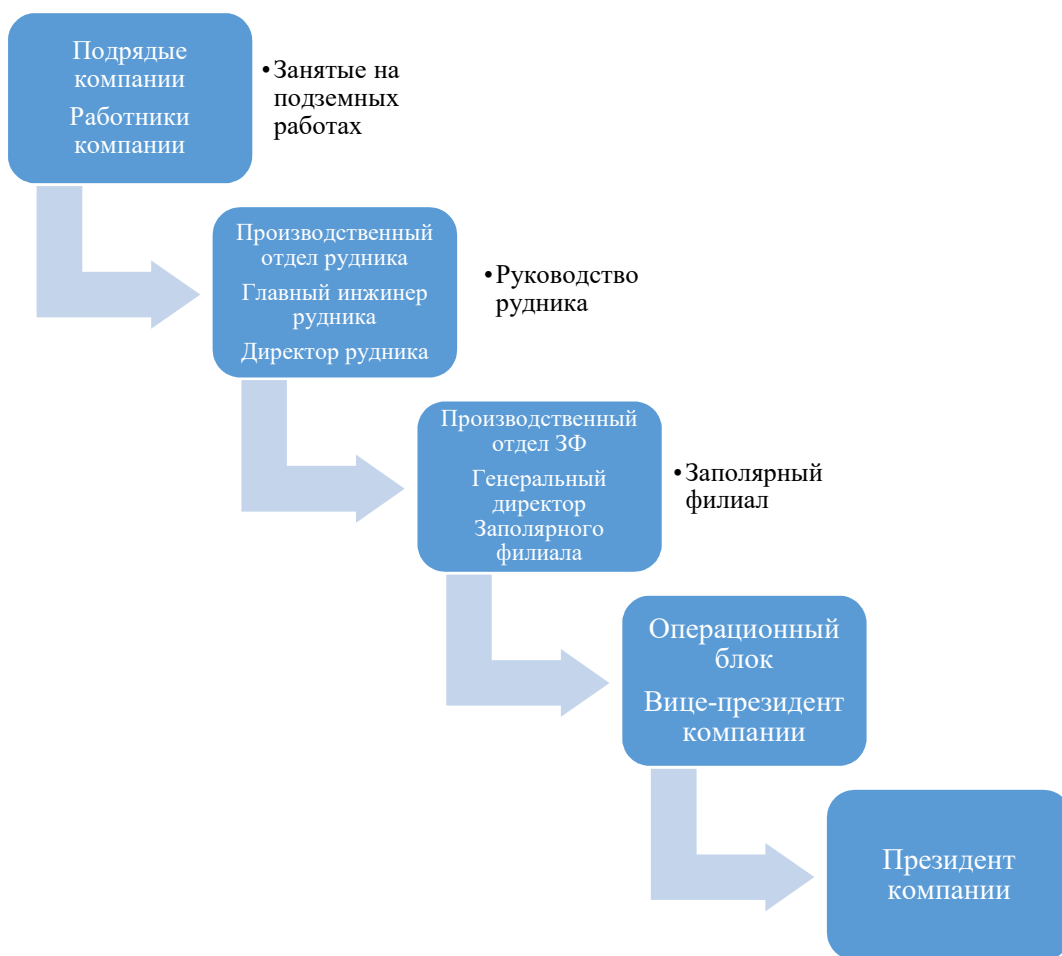 Подрядые
компании
Работники
компании
•Занятые на
подземных
работах
Производственный
отдел рудника
Главный инжинер
рудника
Директор рудника
•Руководство
рудника
Производственный
отдел ЗФ
Генеральный
директор
Заполярного
филиала
•Заполярный
филиал
Операционный
блок
Вице-президент
компании
Президент
компании